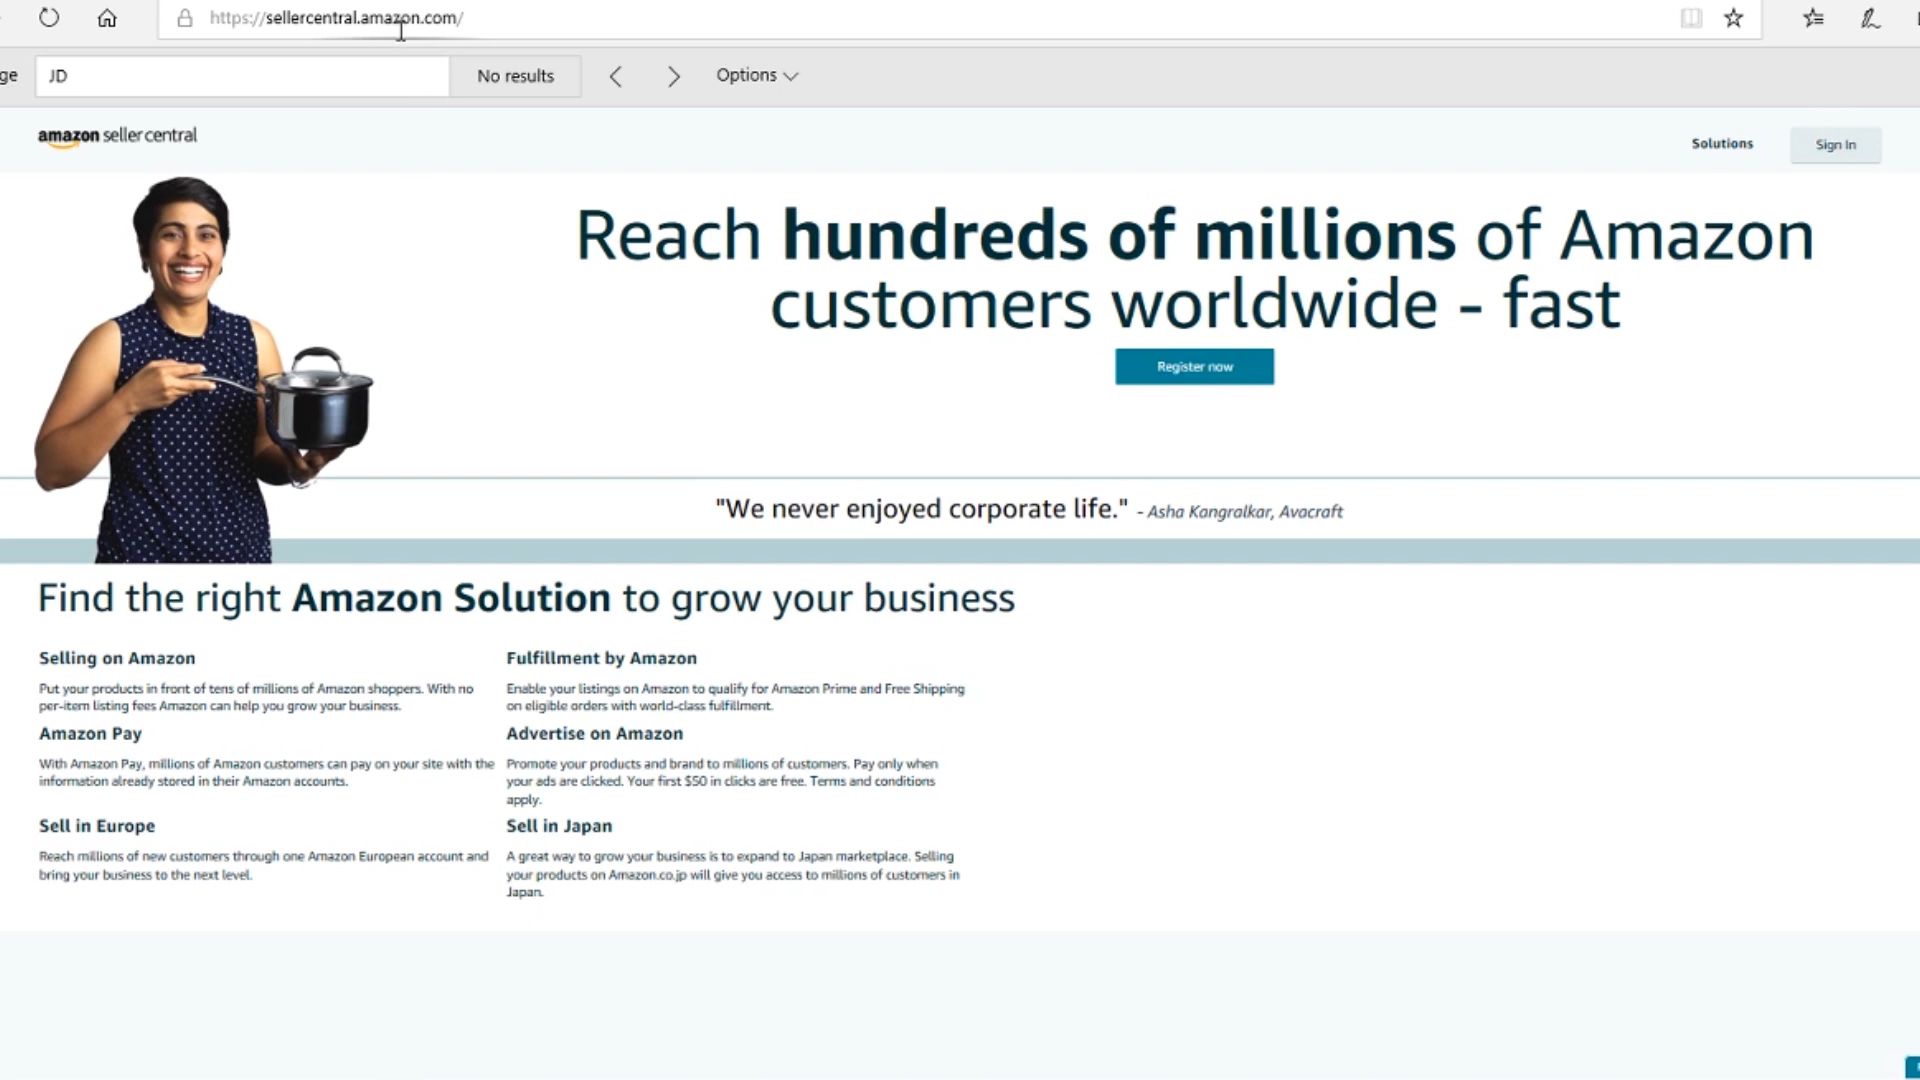 https://sellercentral.amazon.com/
ge JD No results Options
amazon seller central
Solutions Sign In
Reach hundreds of millions of Amazon
customers worldwide - fast
Register now
"We never enjoyed corporate life." - Asha Kangralkar, Avacraft
Find the right Amazon Solution to grow your business
Selling on Amazon
Put your products in front of tens of millions of Amazon shoppers. With no
per-item listing fees Amazon can help you grow your business.
Fulfillment by Amazon
Enable your listings on Amazon to qualify for Amazon Prime and Free Shipping
on eligible orders with world-class fulfillment.
Amazon Pay
With Amazon Pay, millions of Amazon customers can pay on your site with the
information already stored in their Amazon accounts.
Advertise on Amazon
Promote your products and brand to millions of customers. Pay only when
your ads are clicked. Your first $50 in clicks are free. Terms and conditions
apply.
Sell in Europe
Reach millions of new customers through one Amazon European account and
bring your business to the next level.
Sell in Japan
A great way to grow your business is to expand to Japan marketplace. Selling
your products on Amazon.co.jp will give you access to millions of customers in
Japan.